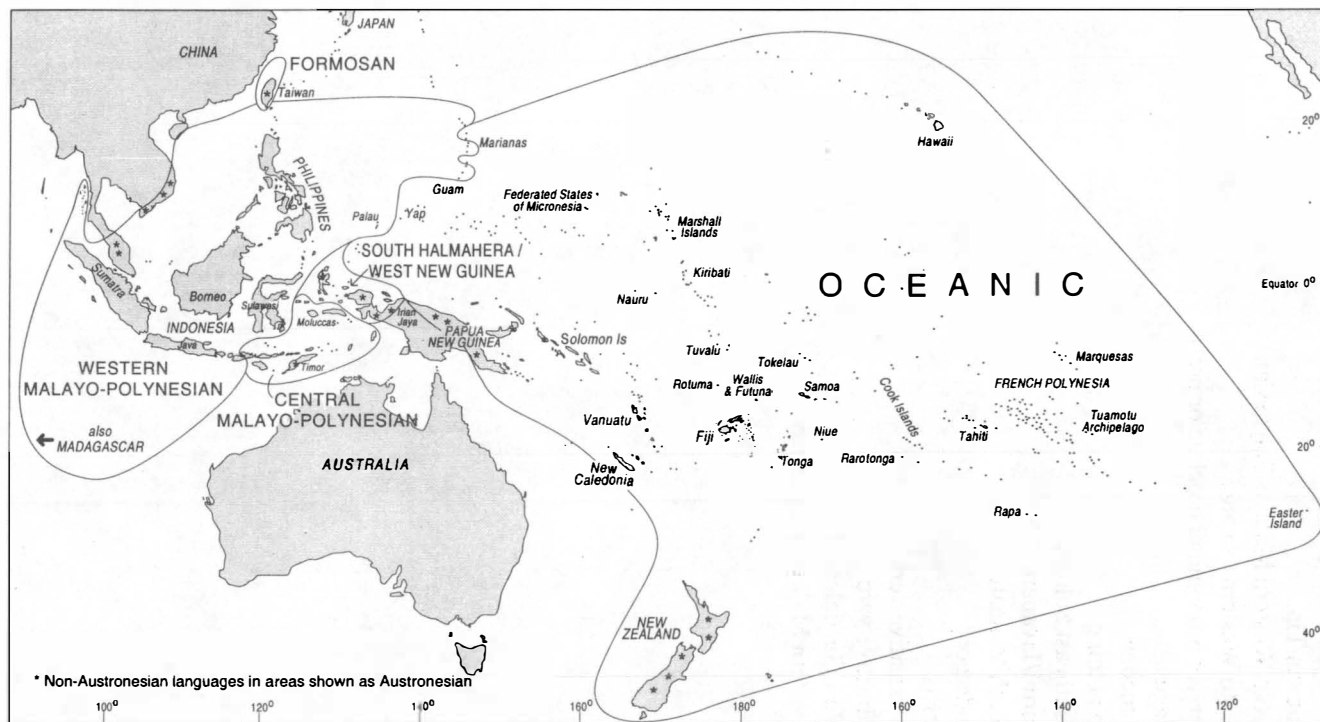 JAPAN
CHINA
FORMOSAN
Taiwan
20°
Hawaii
Marianas
PHILIPPINES
Guam
Federated States
of Micronesia
Palau
Yap
Marshall
Islands
SOUTH HALMAHERA /
WEST NEW GUINEA
Kiribati
OCEANIC
Equator 0°
Sumatra
Borneo
Sulawesi
Nauru
INDONESIA
Moluccas
Irian
Jaya
PAPUA
NEW GUINEA
Solomon Is
Java
Tuvalu
Tokelau
Marquesas
WESTERN
MALAYO-POLYNESIAN
Timor
Rotuma
Wallis
& Futuna
Samoa
FRENCH POLYNESIA
CENTRAL
MALAYO-POLYNESIAN
Cook Islands
Vanuatu
Fiji
Niue
Tahiti
Tuamotu
Archipelago
also
MADAGASCAR
20°
AUSTRALIA
New
Caledonia
Tonga
Rarotonga
Rapa
Easter
Island
NEW
ZEALAND
40°
* Non-Austronesian languages in areas shown as Austronesian
100°
120°
140°
160°
180°
160°
140°
120°